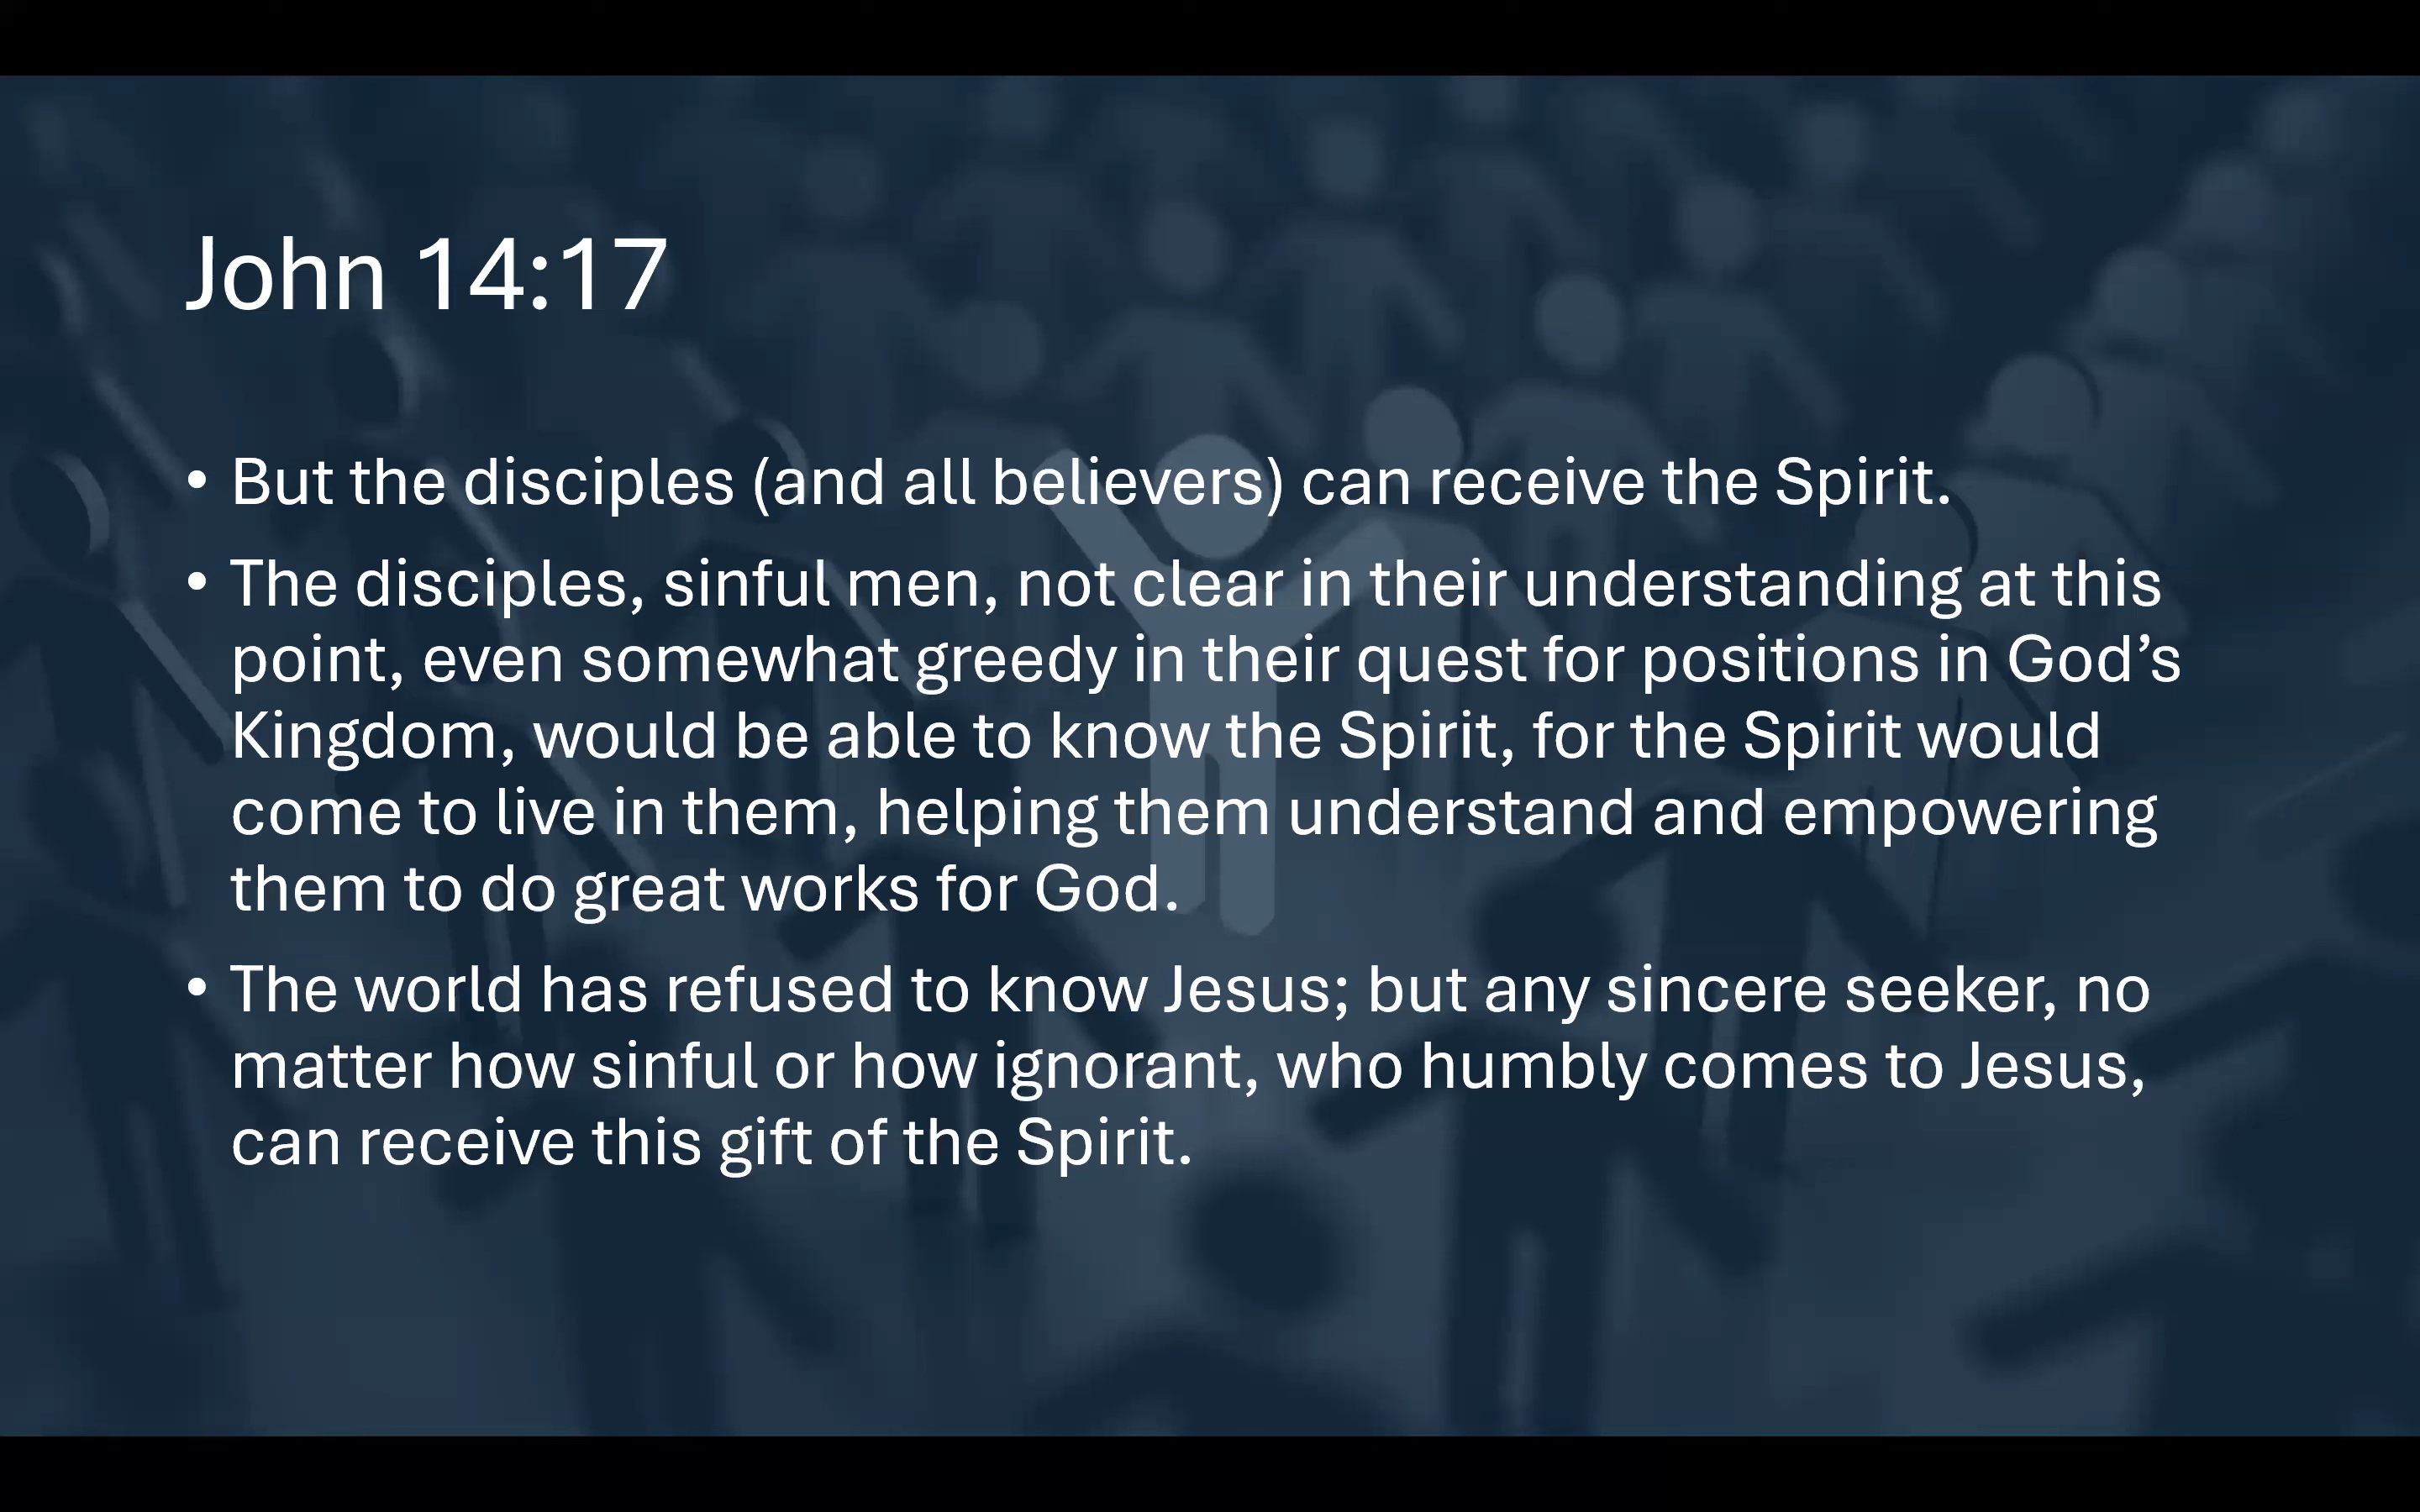 John 14:17
• But the disciples (and all believers) can receive the Spirit.
• The disciples, sinful men, not clear in their understanding at this
point, even somewhat greedy in their quest for positions in God’s
Kingdom, would be able to know the Spirit, for the Spirit would
come to live in them, helping them understand and empowering
them to do great works for God.
• The world has refused to know Jesus; but any sincere seeker, no
matter how sinful or how ignorant, who humbly comes to Jesus,
can receive this gift of the Spirit.